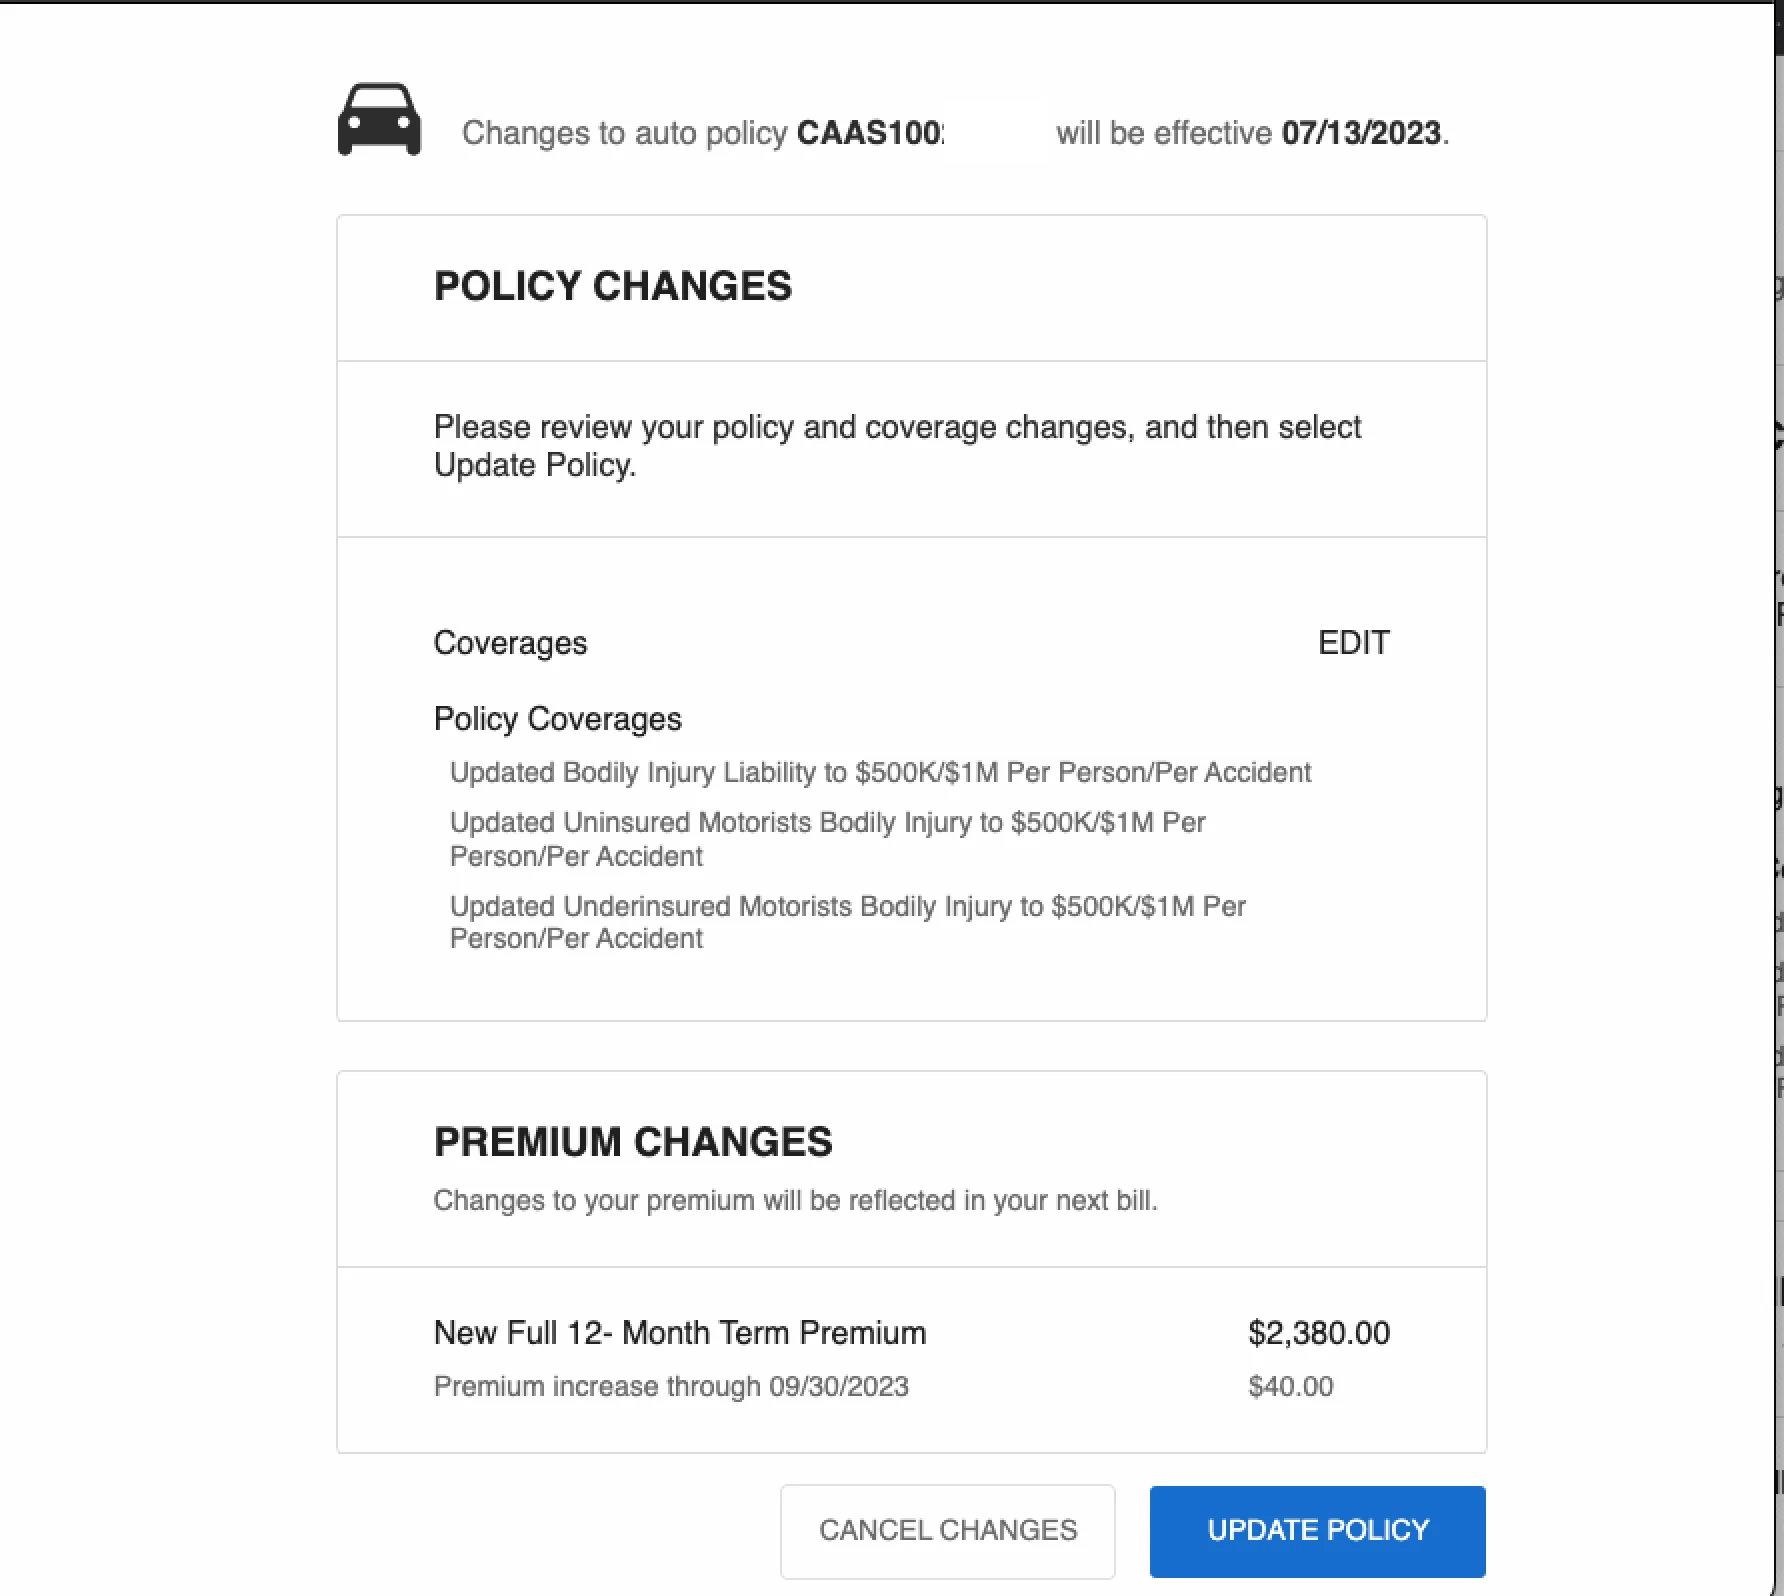 Changes to auto policy CAAS100 will be effective 07/13/2023.
POLICY CHANGES
Please review your policy and coverage changes, and then select
Update Policy.
Coverages EDIT
Policy Coverages
Updated Bodily Injury Liability to $500K/$1M Per Person/Per Accident
Updated Uninsured Motorists Bodily Injury to $500K/$1M Per
Person/Per Accident
Updated Underinsured Motorists Bodily Injury to $500K/$1M Per
Person/Per Accident
PREMIUM CHANGES
Changes to your premium will be reflected in your next bill.
New Full 12- Month Term Premium $2,380.00
Premium increase through 09/30/2023 $40.00
CANCEL CHANGES UPDATE POLICY